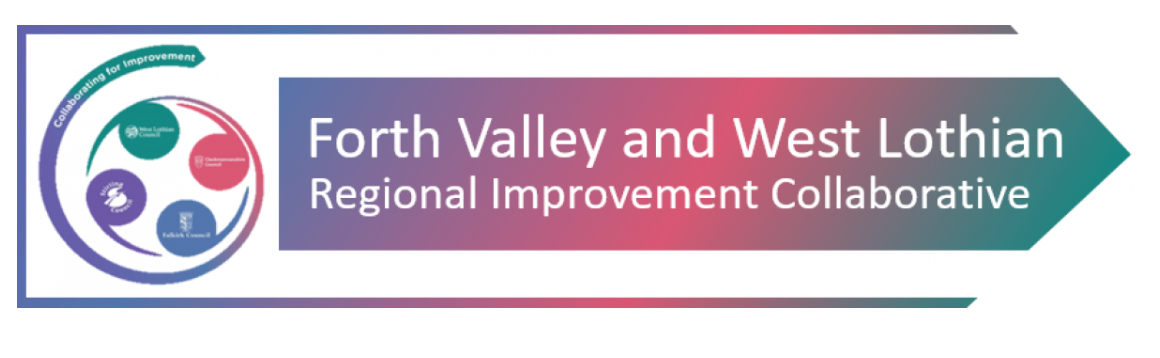 Collaborating for Improvement
West Lothian
Council
Clackmannanshire
Council
Stirling
Council
Falkirk Council
Forth Valley and West Lothian
Regional Improvement Collaborative